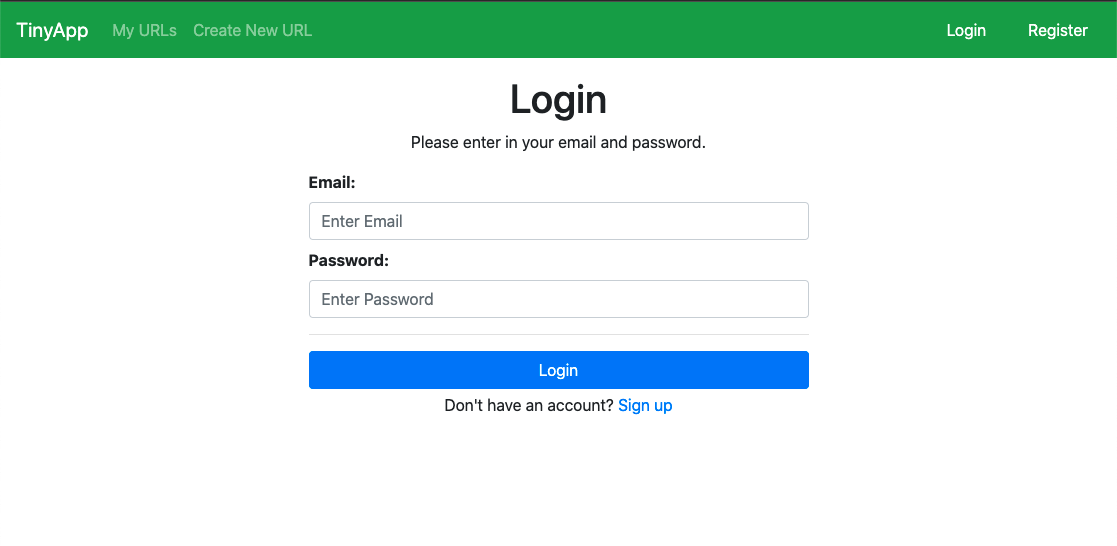 TinyApp My URLs Create New URL Login Register
Login
Please enter in your email and password.
Email:
Enter Email
Password:
Enter Password
Login
Don't have an account? Sign up